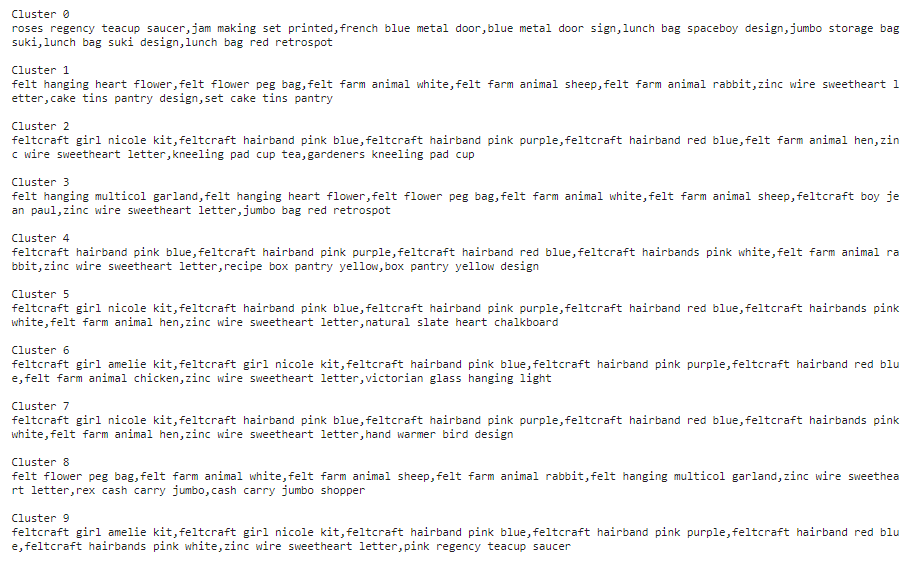 Cluster 0
roses regency teacup saucer,jam making set printed,french blue metal door,blue metal door sign,lunch bag spaceboy design,jumbo storage bag
suki,lunch bag suki design,lunch bag red retrospot
Cluster 1
felt hanging heart flower,felt flower peg bag,felt farm animal white,felt farm animal sheep,felt farm animal rabbit,zinc wire sweetheart l
etter,cake tins pantry design,set cake tins pantry
Cluster 2
feltcraft girl nicole kit,feltcraft hairband pink blue,feltcraft hairband pink purple,feltcraft hairband red blue,felt farm animal hen,zin
c wire sweetheart letter,kneeling pad cup tea,gardeners kneeling pad cup
Cluster 3
felt hanging multicol garland,felt hanging heart flower,felt flower peg bag,felt farm animal white,felt farm animal sheep,feltcraft boy je
an paul,zinc wire sweetheart letter,jumbo bag red retrospot
Cluster 4
feltcraft hairband pink blue,feltcraft hairband pink purple,feltcraft hairband red blue,feltcraft hairbands pink white,felt farm animal ra
bbit,zinc wire sweetheart letter,recipe box pantry yellow,box pantry yellow design
Cluster 5
feltcraft girl nicole kit,feltcraft hairband pink blue,feltcraft hairband pink purple,feltcraft hairband red blue,feltcraft hairbands pink
white,felt farm animal hen,zinc wire sweetheart letter,natural slate heart chalkboard
Cluster 6
feltcraft girl amelie kit,feltcraft girl nicole kit,feltcraft hairband pink blue,feltcraft hairband pink purple,feltcraft hairband red blu
e,felt farm animal chicken,zinc wire sweetheart letter,victorian glass hanging light
Cluster 7
feltcraft girl nicole kit,feltcraft hairband pink blue,feltcraft hairband pink purple,feltcraft hairband red blue,feltcraft hairbands pink
white,felt farm animal hen,zinc wire sweetheart letter,hand warmer bird design
Cluster 8
felt flower peg bag,felt farm animal white,felt farm animal sheep,felt farm animal rabbit,felt hanging multicol garland,zinc wire sweethea
rt letter,rex cash carry jumbo,cash carry jumbo shopper
Cluster 9
feltcraft girl amelie kit,feltcraft girl nicole kit,feltcraft hairband pink blue,feltcraft hairband pink purple,feltcraft hairband red blu
e,feltcraft hairbands pink white,zinc wire sweetheart letter,pink regency teacup saucer